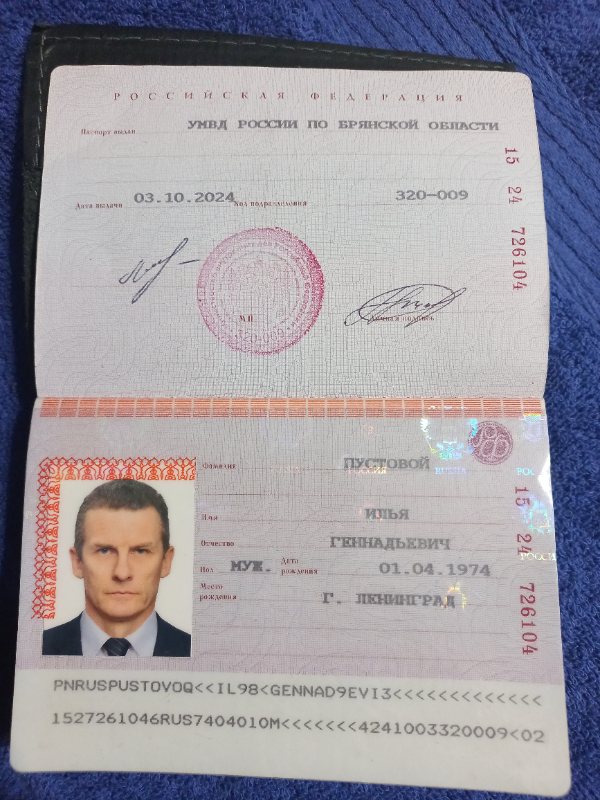 РОССИЙСКАЯ ФЕДЕРАЦИЯ
Паспорт выдан УМВД РОССИИ ПО БРЯНСКОЙ ОБЛАСТИ
Дата выдачи 03.10.2024 Код подразделения 320-009
15 24 726104
МП
Личная подпись
Фамилия ПУСТОВОЙ
РОССИЯ
Имя ИЛЬЯ
Отчество ГЕННАДЬЕВИЧ
Пол МУЖ. Дата рождения 01.04.1974
Место рождения Г. ЛЕНИНГРАД
15 24 726104
PNRUSPUSTOVOQ<<IL98<GENNAD9EVI3<<<<<<<<<<<<<
1527261046RUS7404010M<<<<<<<4241003320009<02